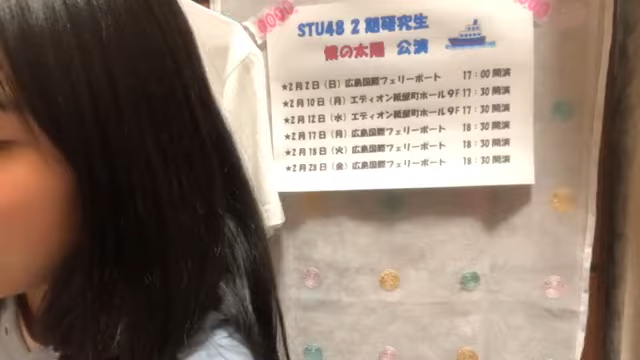 STU48 2期研究生
僕の太陽 公演
★2月2日(日)広島国際フェリーポート 17:00開演
★2月10日(月)エディオン紙屋町ホール9F 17:30開演
★2月12日(水)エディオン紙屋町ホール9F 17:30開演
★2月17日(月)広島国際フェリーポート 18:30開演
★2月18日(火)広島国際フェリーポート 18:30開演
★2月28日(金)広島国際フェリーポート 18:30開演